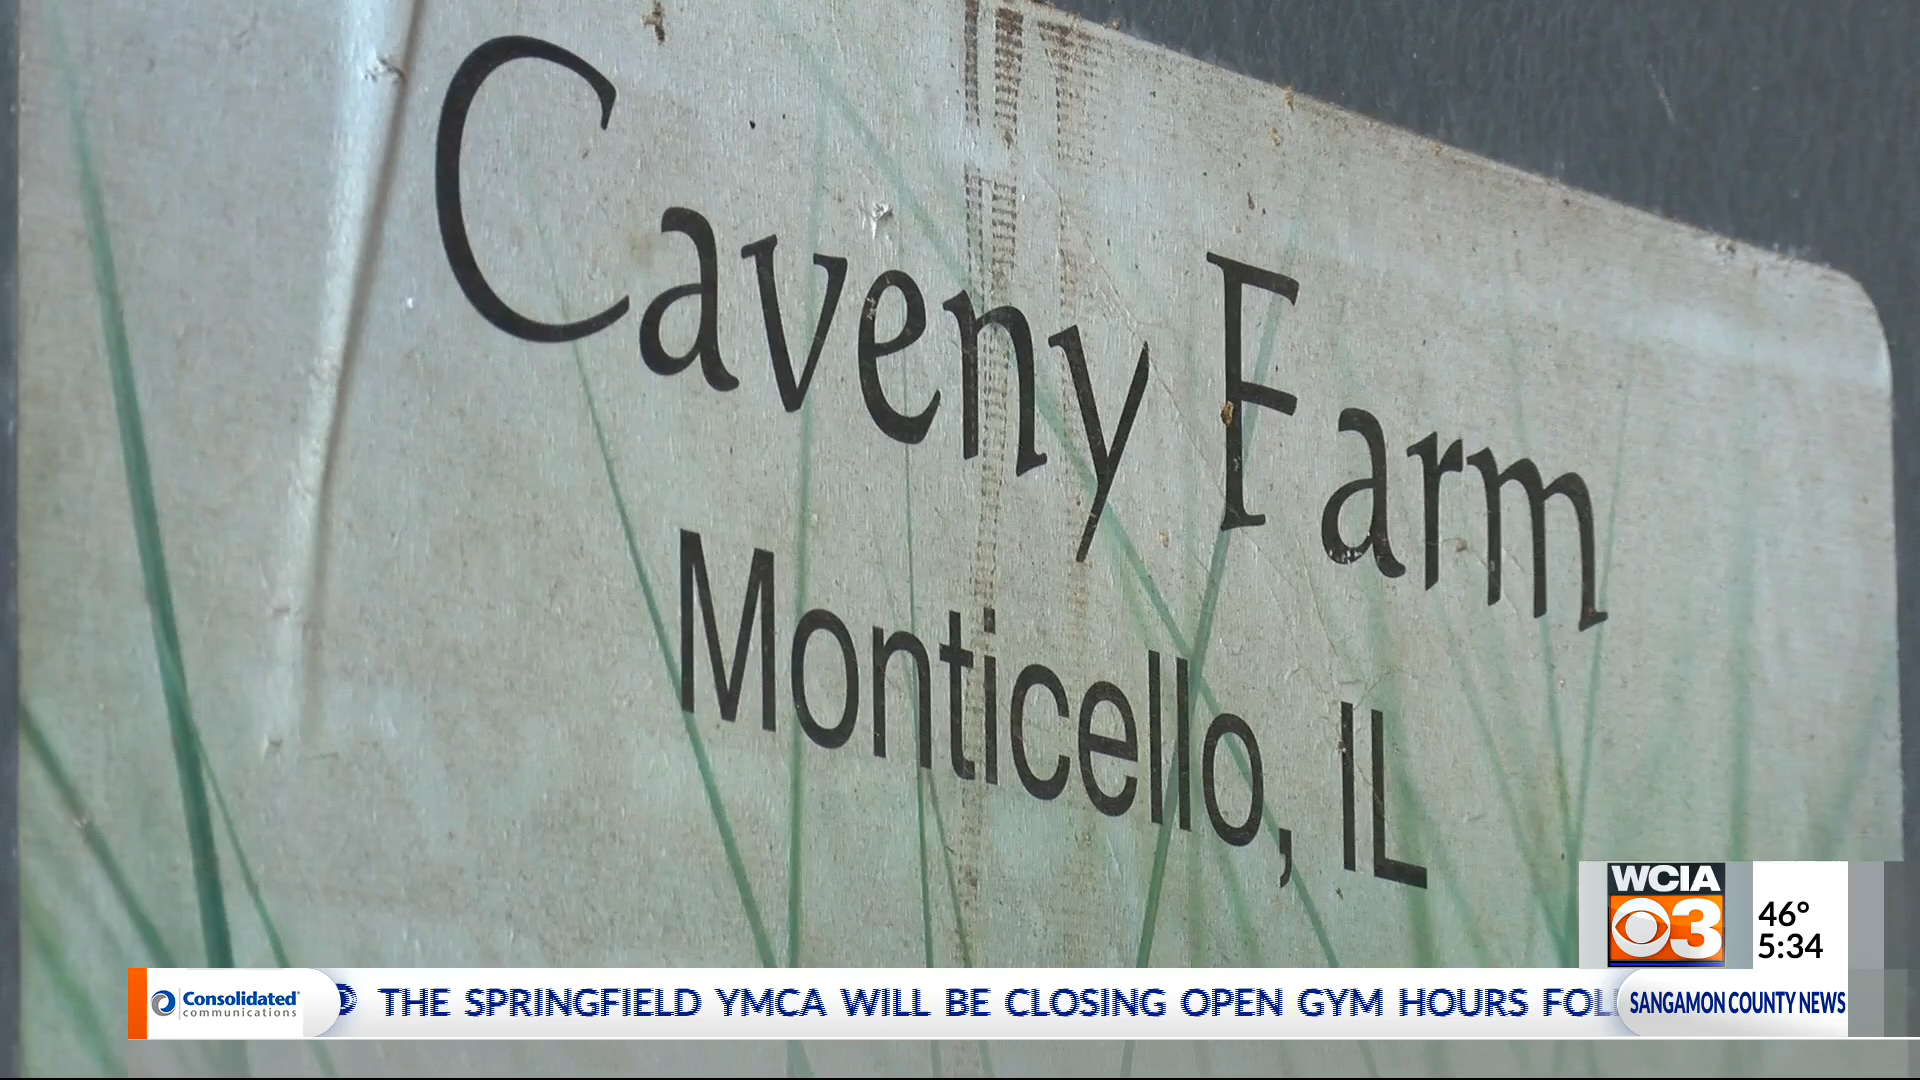 Caveny Farm
Monticello, IL
WCIA
3
46°
5:34
Consolidated
communications
THE SPRINGFIELD YMCA WILL BE CLOSING OPEN GYM HOURS
SANGAMON COUNTY NEWS